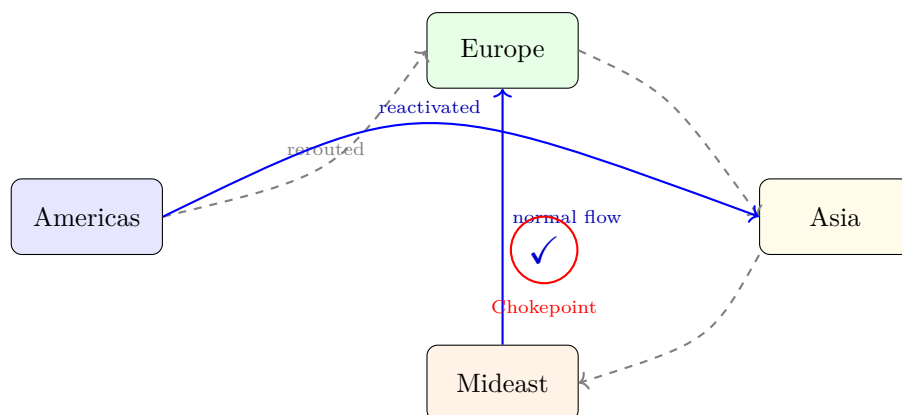 Europe
reactivated
rerouted
Americas
normal flow
Asia
✓
Chokepoint
Mideast